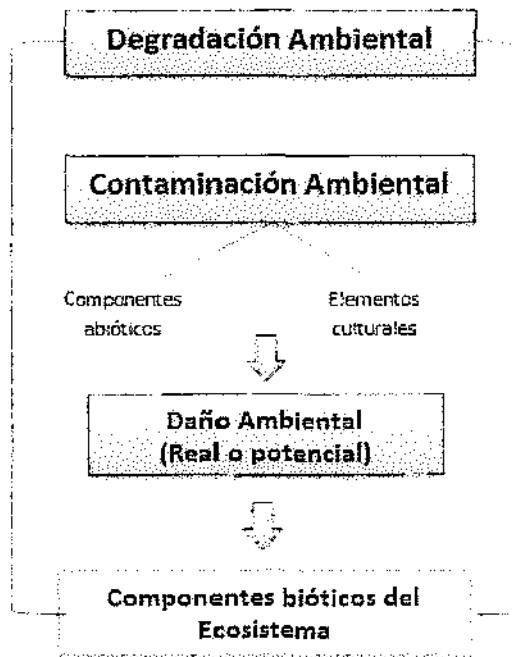 Degradación Ambiental
Contaminación Ambiental
Componentes
abióticos
Elementos
culturales
Daño Ambiental
(Real o potencial)
Componentes bióticos del
Ecosistema